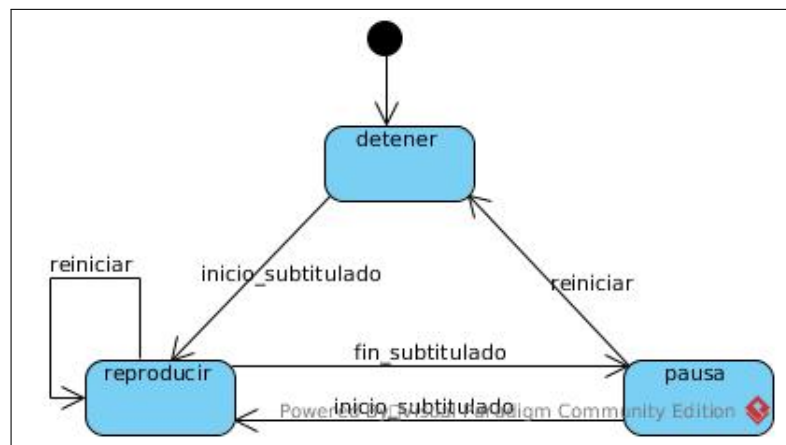 detener
inicio_subtitulado
reiniciar
reiniciar
fin_subtitulado
reproducir
pausa
inicio_subtitulado
Powered By Visual Paradigm Community Edition